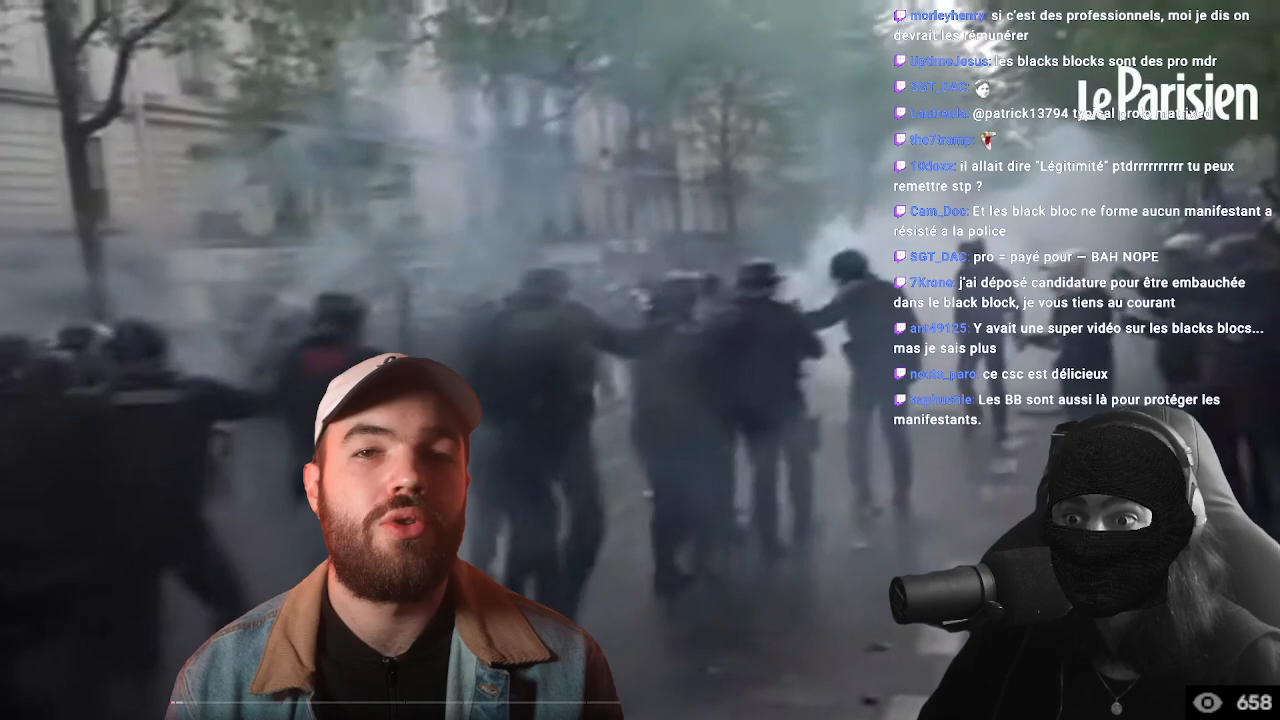 morleyhenry: si c'est des professionnels, moi je dis on
devrait les rémunérer
UptimeJesus: les blacks blocks sont des pro mdr
SGT_DAC:
Le Parisien
@patrick13794 typical
the7tramp:
10doxz: il allait dire "Légitimité" ptdrrrrrrrrr tu peux
remettre stp ?
Cam_Doc: Et les black bloc ne forme aucun manifestant a
résisté a la police
SGT_DAC: pro = payé pour — BAH NOPE
7Krone: j'ai déposé candidature pour être embauchée
dans le black block, je vous tiens au courant
anr49125: Y avait une super vidéo sur les blacks blocs...
mais je sais plus
ce csc est délicieux
Les BB sont aussi là pour protéger les
manifestants.
658